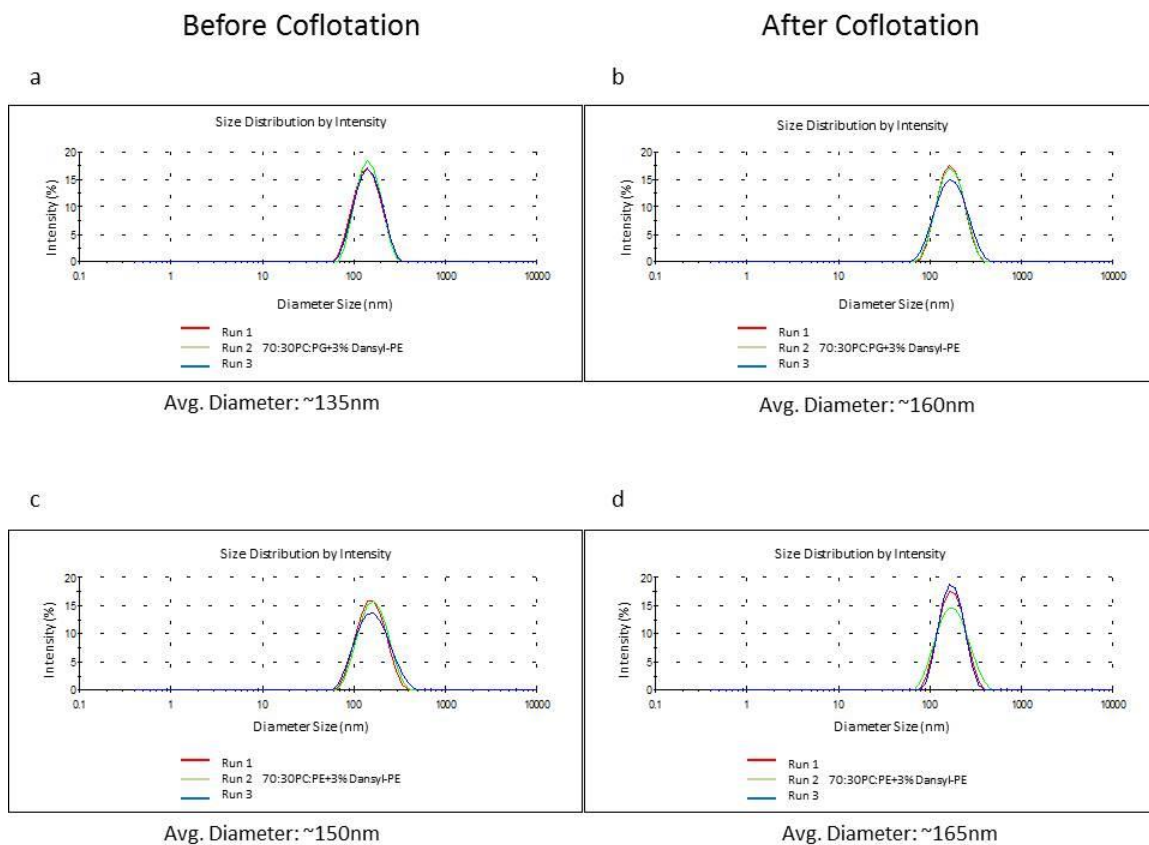 Before Coflotation
After Coflotation
a
Size Distribution by Intensity
Intensity (%)
20
15
10
5
0
0.1 1 10 100 1000 10000
Diameter Size (nm)
Run 1
Run 2 70:30PC:PG+3% Dansyl-PE
Run 3
Avg. Diameter: ~135nm
b
Size Distribution by Intensity
Intensity (%)
20
15
10
5
0
0.1 1 10 100 1000 10000
Diameter Size (nm)
Run 1
Run 2 70:30PC:PG+3% Dansyl-PE
Run 3
Avg. Diameter: ~160nm
c
Size Distribution by Intensity
Intensity (%)
20
15
10
5
0
0.1 1 10 100 1000 10000
Diameter Size (nm)
Run 1
Run 2 70:30PC:PE+3% Dansyl-PE
Run 3
Avg. Diameter: ~150nm
d
Size Distribution by Intensity
Intensity (%)
20
15
10
5
0
0.1 1 10 100 1000 10000
Diameter Size (nm)
Run 1
Run 2 70:30PC:PE+3% Dansyl-PE
Run 3
Avg. Diameter: ~165nm